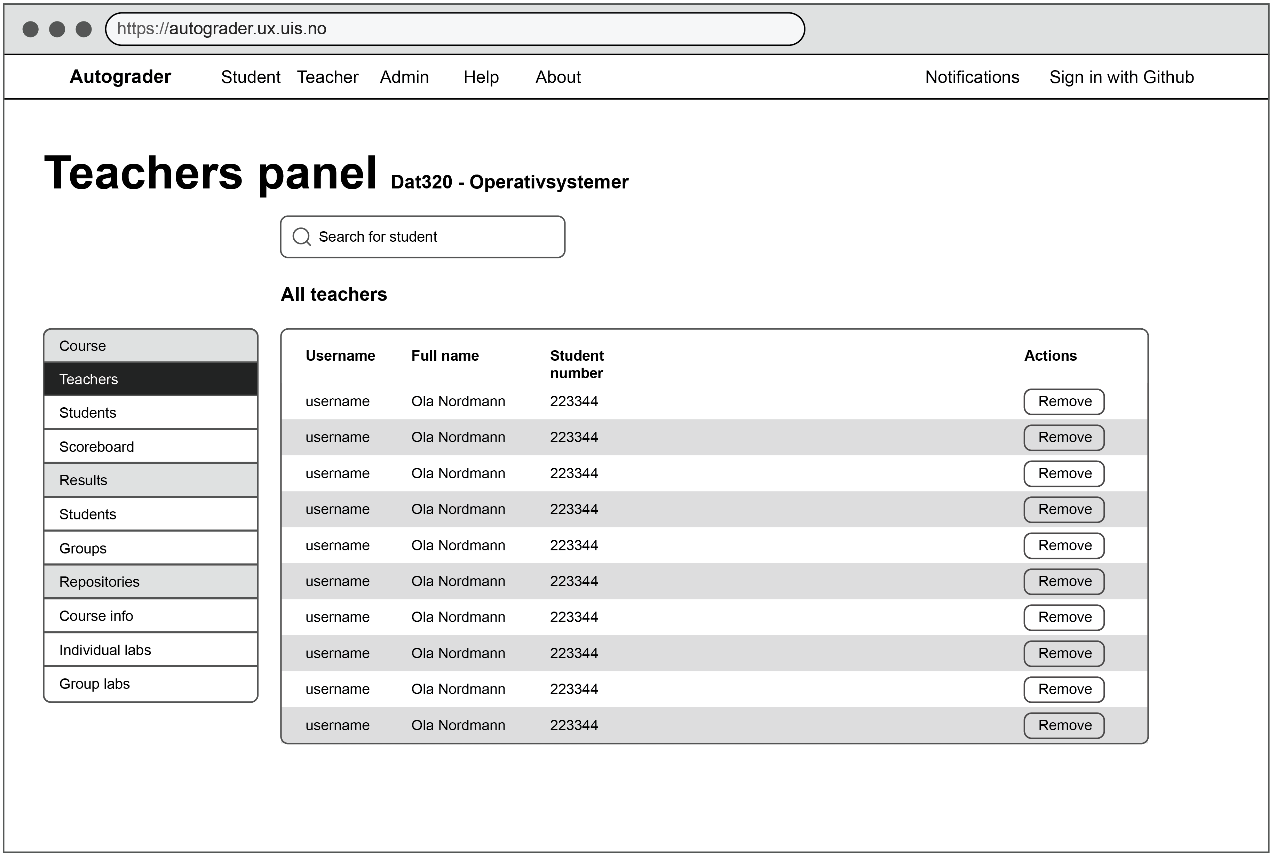 https://autograder.ux.uis.no
Autograder Student Teacher Admin Help About Notifications Sign in with Github
Teachers panel Dat320 - Operativsystemer
Search for student
All teachers
Course
Teachers
Students
Scoreboard
Results
Students
Groups
Repositories
Course info
Individual labs
Group labs
Username Full name Student number Actions
username Ola Nordmann 223344 Remove
username Ola Nordmann 223344 Remove
username Ola Nordmann 223344 Remove
username Ola Nordmann 223344 Remove
username Ola Nordmann 223344 Remove
username Ola Nordmann 223344 Remove
username Ola Nordmann 223344 Remove
username Ola Nordmann 223344 Remove
username Ola Nordmann 223344 Remove
username Ola Nordmann 223344 Remove